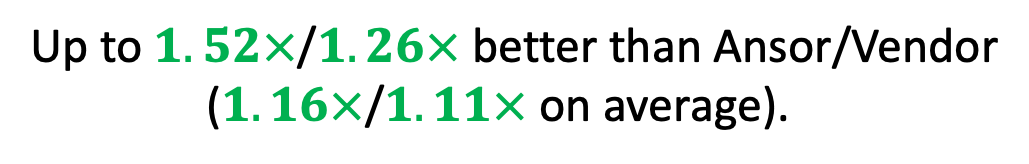 Up to 1.52×/1.26× better than Ansor/Vendor
(1.16×/1.11× on average).